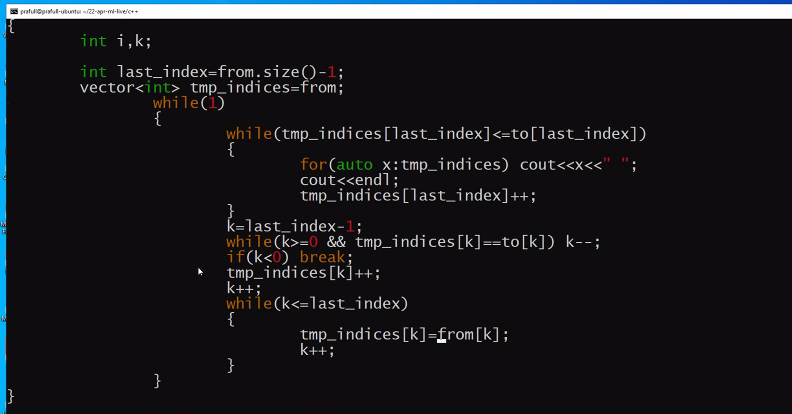 prafull@prafull-ubuntu: ~/22-apr-ml-live/c++
{
int i,k;
int last_index=from.size()-1;
vector<int> tmp_indices=from;
while(1)
{
while(tmp_indices[last_index]<=to[last_index])
{
for(auto x:tmp_indices) cout<<x<<" ";
cout<<endl;
tmp_indices[last_index]++;
}
k=last_index-1;
while(k>=0 && tmp_indices[k]==to[k]) k--;
if(k<0) break;
tmp_indices[k]++;
k++;
while(k<=last_index)
{
tmp_indices[k]=from[k];
k++;
}
}
}